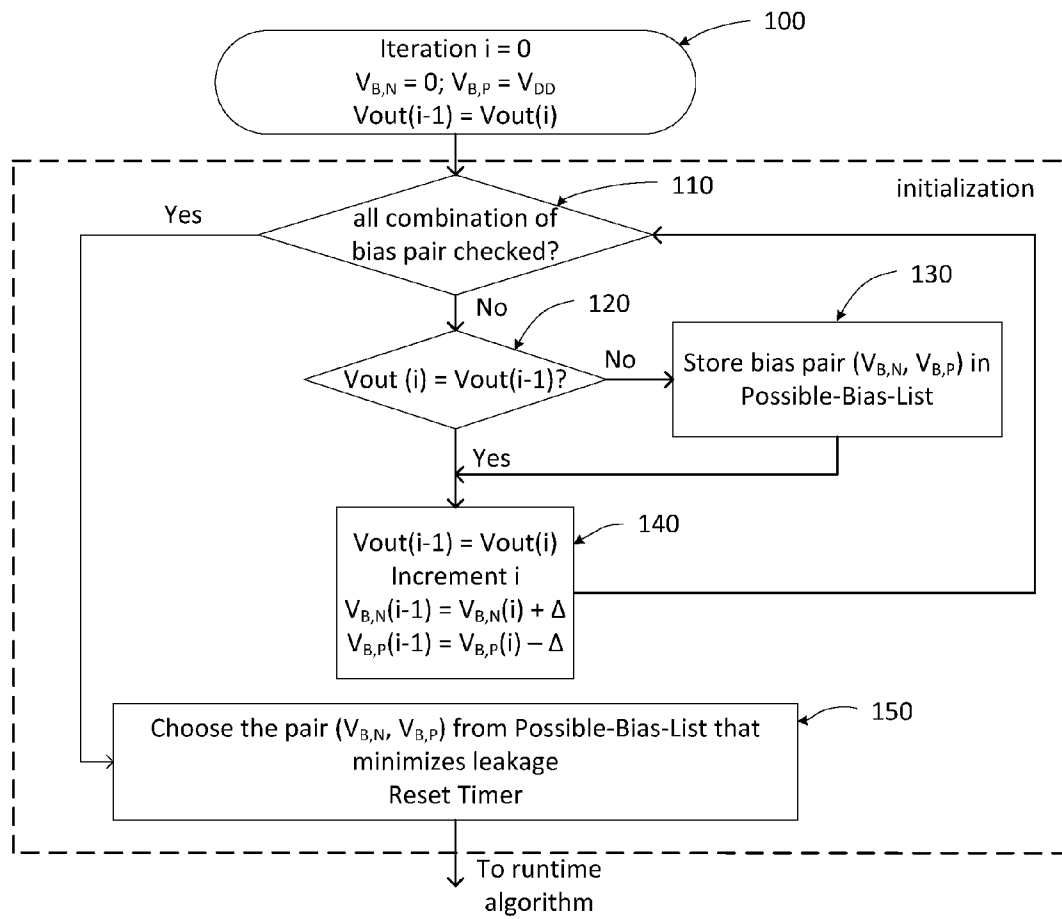 100
Iteration i = 0
V_B,N = 0; V_B,P = V_DD
Vout(i-1) = Vout(i)
initialization
110
Yes
all combination of
bias pair checked?
No
120
130
Vout (i) = Vout(i-1)?
No
Store bias pair (V_B,N, V_B,P) in
Possible-Bias-List
Yes
140
Vout(i-1) = Vout(i)
Increment i
V_B,N(i-1) = V_B,N(i) + Δ
V_B,P(i-1) = V_B,P(i) – Δ
150
Choose the pair (V_B,N, V_B,P) from Possible-Bias-List that
minimizes leakage
Reset Timer
To runtime
algorithm